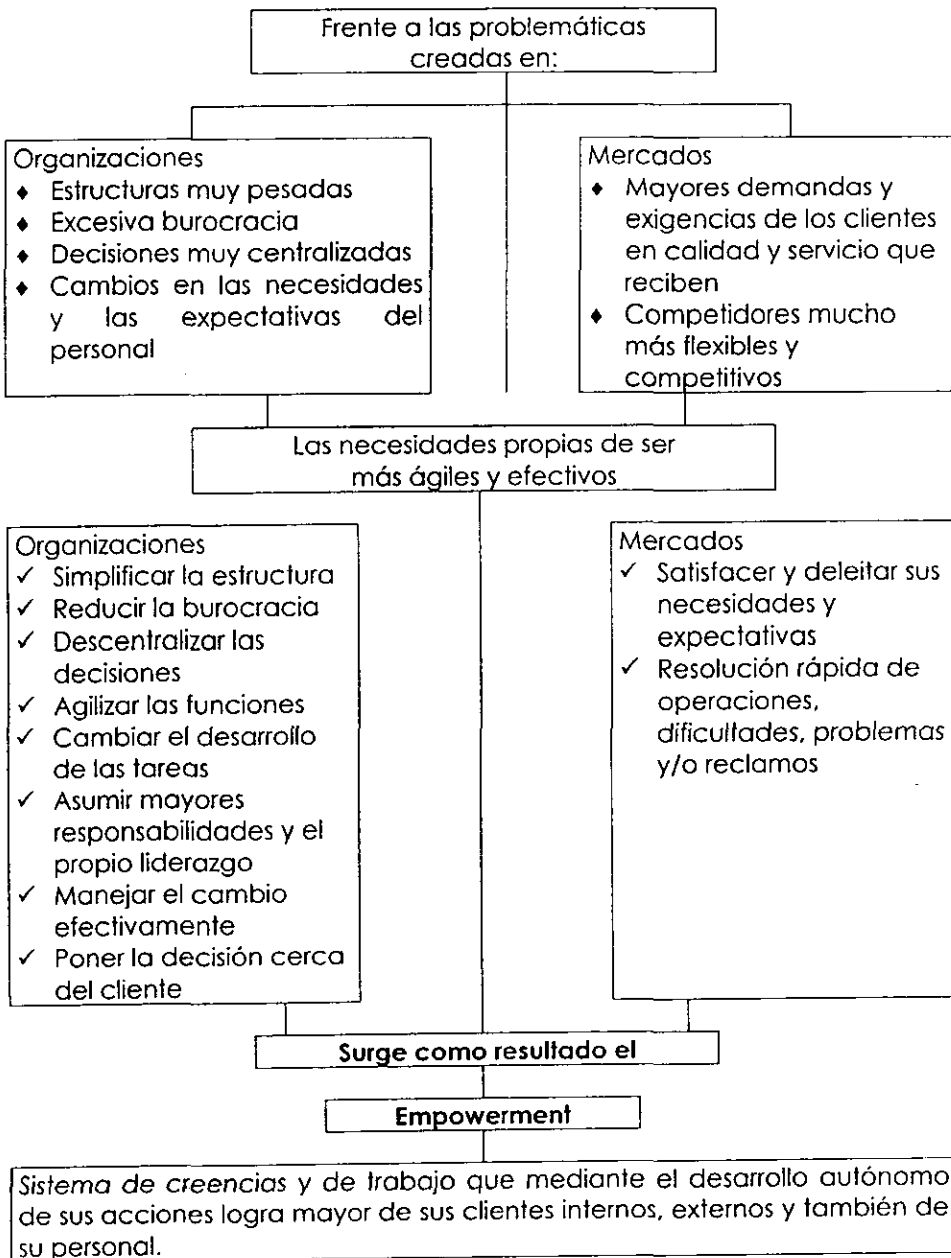 Frente a las problemáticas
creadas en:
Organizaciones
♦ Estructuras muy pesadas
♦ Excesiva burocracia
♦ Decisiones muy centralizadas
♦ Cambios en las necesidades
y las expectativas del
personal
Mercados
♦ Mayores demandas y
exigencias de los clientes
en calidad y servicio que
reciben
♦ Competidores mucho
más flexibles y
competitivos
Las necesidades propias de ser
más ágiles y efectivos
Organizaciones
✓ Simplificar la estructura
✓ Reducir la burocracia
✓ Descentralizar las
decisiones
✓ Agilizar las funciones
✓ Cambiar el desarrollo
de las tareas
✓ Asumir mayores
responsabilidades y el
propio liderazgo
✓ Manejar el cambio
efectivamente
✓ Poner la decisión cerca
del cliente
Mercados
✓ Satisfacer y deleitar sus
necesidades y
expectativas
✓ Resolución rápida de
operaciones,
dificultades, problemas
y/o reclamos
Surge como resultado el
Empowerment
Sistema de creencias y de trabajo que mediante el desarrollo autónomo
de sus acciones logra mayor de sus clientes internos, externos y también de
su personal.